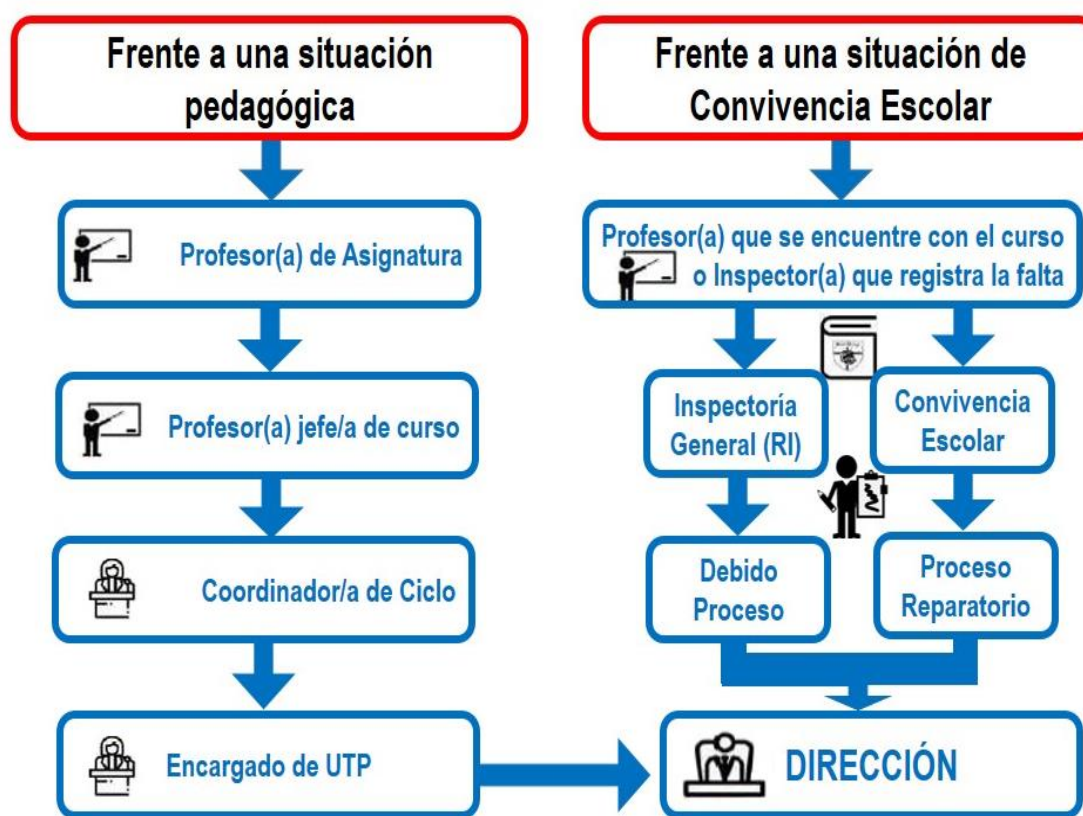 Frente a una situación
pedagógica
Profesor(a) de Asignatura
Profesor(a) jefe/a de curso
Coordinador/a de Ciclo
Encargado de UTP
Frente a una situación de
Convivencia Escolar
Profesor(a) que se encuentre con el curso
o Inspector(a) que registra la falta
Inspectoría
General (RI)
Convivencia
Escolar
Debido
Proceso
Proceso
Reparatorio
DIRECCIÓN